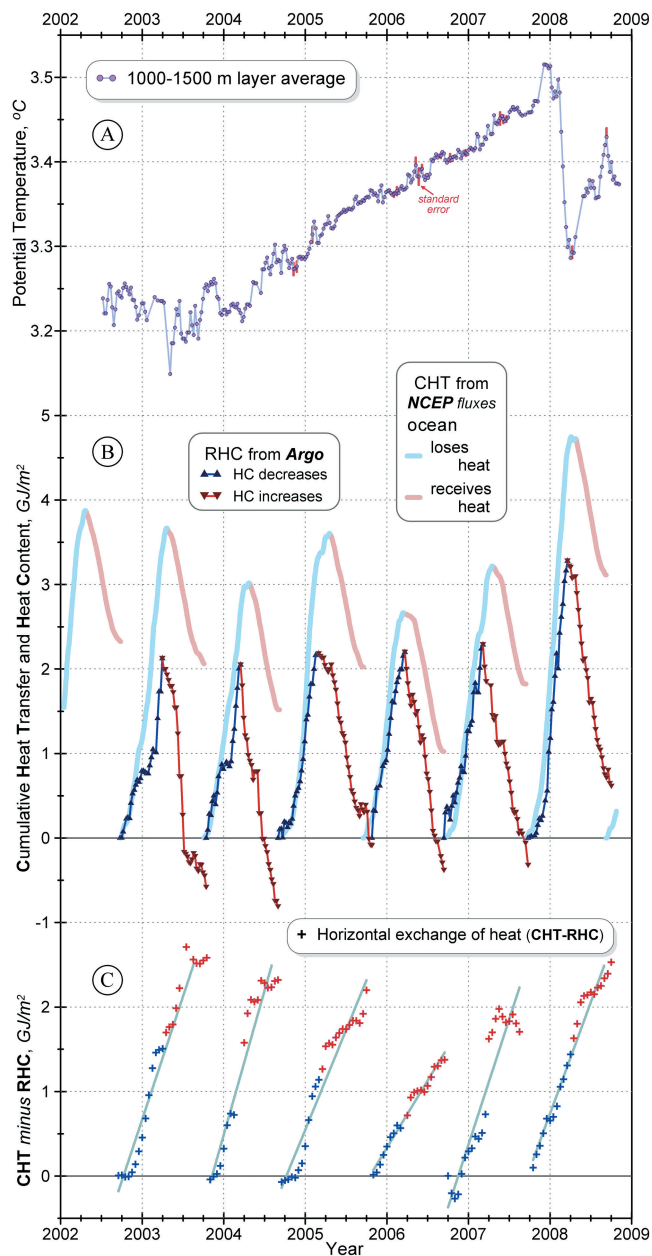 2002 2003 2004 2005 2006 2007 2008 2009
1000-1500 m layer average
A
Potential Temperature, °C
3.5
3.4
3.3
3.2
standard
error
CHT from
NCEP fluxes
ocean
loses
heat
receives
heat
B
RHC from Argo
HC decreases
HC increases
Cumulative Heat Transfer and Heat Content, GJ/m²
5
4
3
2
1
0
-1
Horizontal exchange of heat (CHT-RHC)
C
CHT minus RHC, GJ/m²
2
1
0
2002 2003 2004 2005 2006 2007 2008 2009
Year